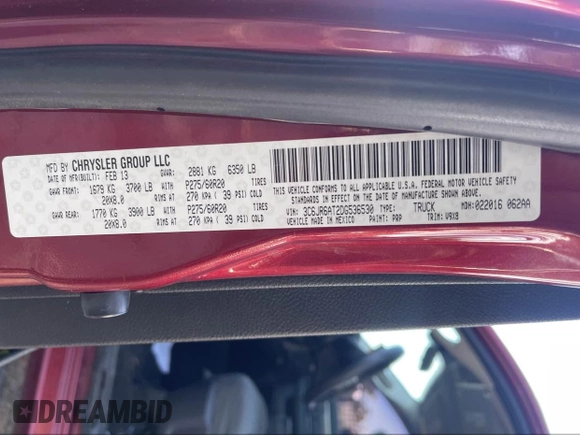 MFD BY CHRYSLER GROUP LLC
DATE OF MFR(BUILT): FEB 13 GVWR: 2881 KG 6350 LB
GAWR FRONT: 1679 KG 3700 LB WITH P275/60R20 TIRES
20X8.0 RIMS AT 270 KPA ( 39 PSI COLD)
GAWR REAR: 1770 KG 3900 LB WITH P275/60R20 TIRES
20X8.0 RIMS AT 270 KPA ( 39 PSI COLD)
THIS VEHICLE CONFORMS TO ALL APPLICABLE U.S.A. FEDERAL MOTOR VEHICLE SAFETY
STANDARDS IN EFFECT ON THE DATE OF MANUFACTURE SHOWN ABOVE.
VIN: 3C6JR6AT2DG536530 TYPE: TRUCK MDH: 022016 062AA
VEHICLE MADE IN MEXICO PAINT: PRP TRIM: V9X9
DREAMBID